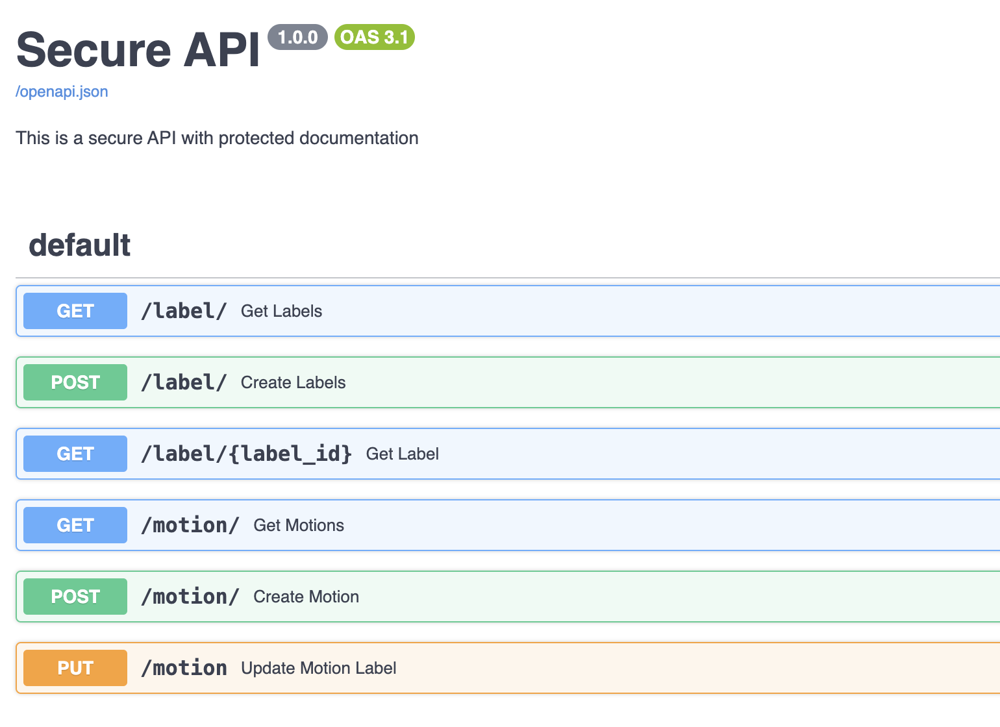 Secure API 1.0.0 OAS 3.1
/openapi.json
This is a secure API with protected documentation
default
GET /label/ Get Labels
POST /label/ Create Labels
GET /label/{label_id} Get Label
GET /motion/ Get Motions
POST /motion/ Create Motion
PUT /motion Update Motion Label